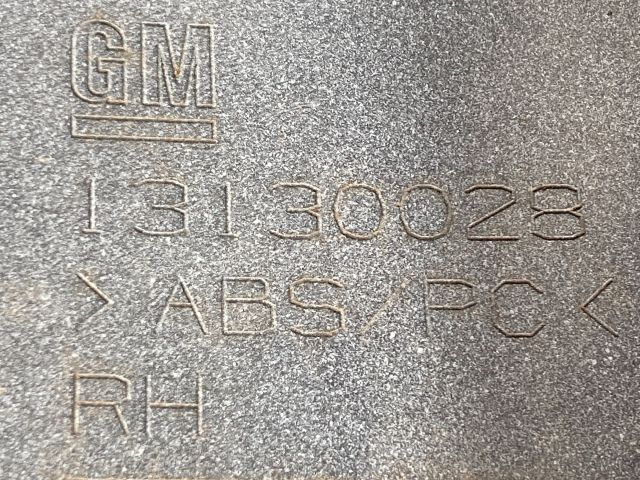 GM
13130028
>ABS/PC<
RH